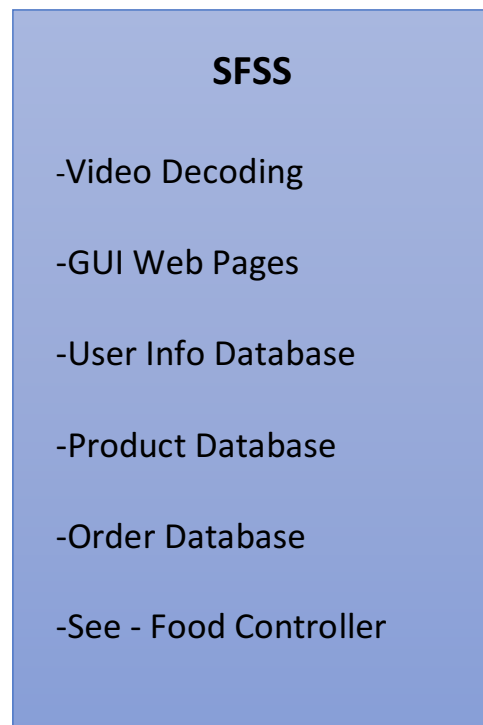 SFSS
-Video Decoding
-GUI Web Pages
-User Info Database
-Product Database
-Order Database
-See - Food Controller